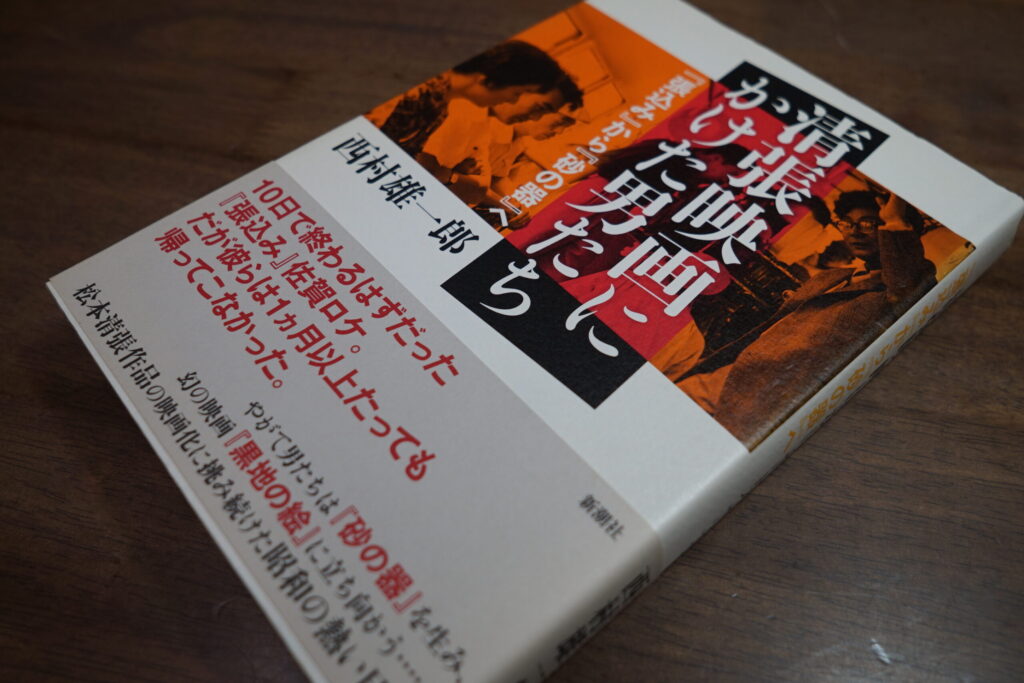 清張映画に
かけた男たち
『張込み』から『砂の器』へ
西村雄一郎
10日で終わるはずだった
『張込み』佐賀ロケ。
だが彼らは1ヵ月以上たっても
帰ってこなかった。
やがて男たちは『砂の器』を生み、
幻の映画『黒地の絵』に立ち向かう……
松本清張作品の映画化に挑み続けた昭和の熱い
新潮社